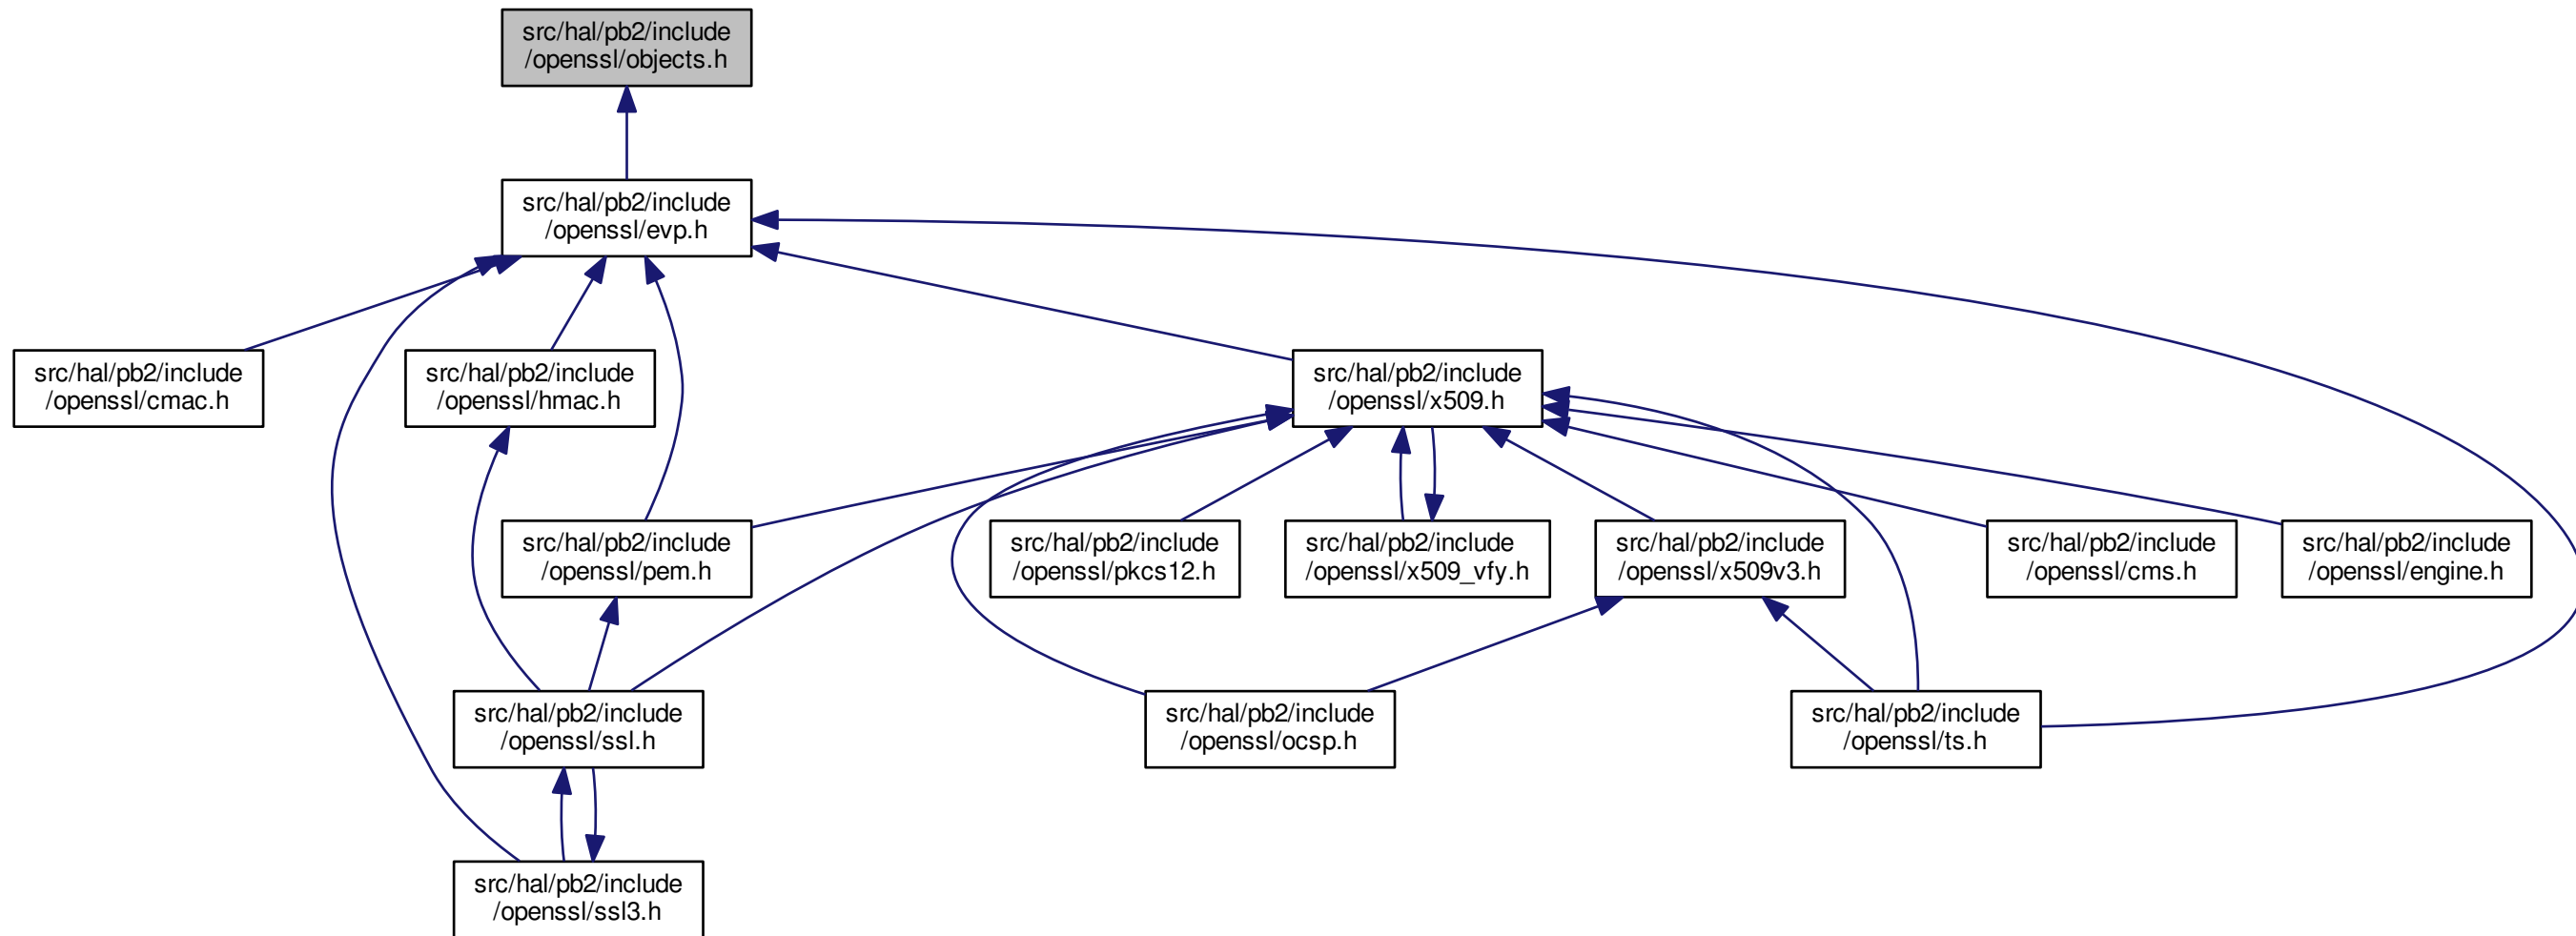 src/hal/pb2/include
/openssl/objects.h
src/hal/pb2/include
/openssl/evp.h
src/hal/pb2/include
/openssl/cmac.h
src/hal/pb2/include
/openssl/hmac.h
src/hal/pb2/include
/openssl/x509.h
src/hal/pb2/include
/openssl/pem.h
src/hal/pb2/include
/openssl/pkcs12.h
src/hal/pb2/include
/openssl/x509_vfy.h
src/hal/pb2/include
/openssl/x509v3.h
src/hal/pb2/include
/openssl/cms.h
src/hal/pb2/include
/openssl/engine.h
src/hal/pb2/include
/openssl/ssl.h
src/hal/pb2/include
/openssl/ocsp.h
src/hal/pb2/include
/openssl/ts.h
src/hal/pb2/include
/openssl/ssl3.h